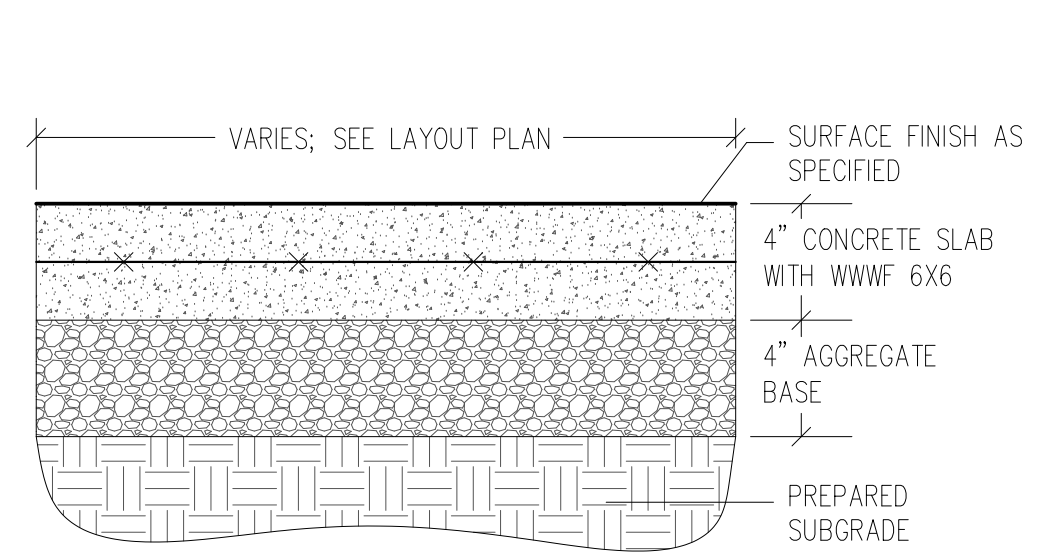 VARIES; SEE LAYOUT PLAN
SURFACE FINISH AS
SPECIFIED
4” CONCRETE SLAB
WITH WWWF 6X6
4” AGGREGATE
BASE
PREPARED
SUBGRADE